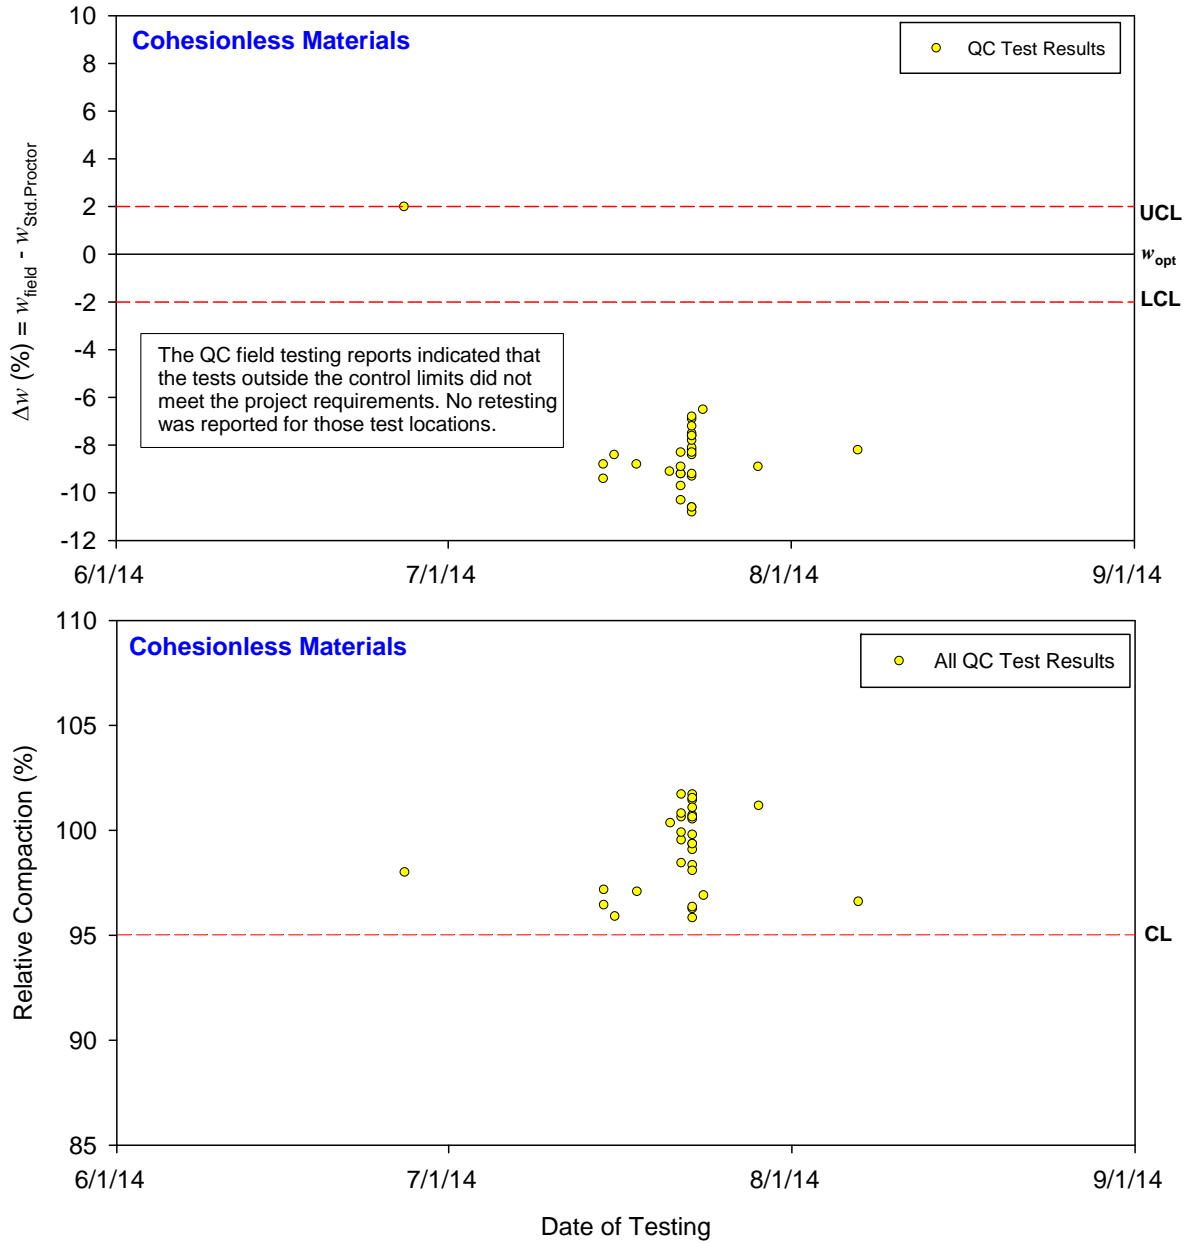 Cohesionless Materials
QC Test Results
10
8
6
4
2
0
-2
-4
-6
-8
-10
-12
Δw (%) = wfield - wStd.Proctor
UCL
wopt
LCL
The QC field testing reports indicated that
the tests outside the control limits did not
meet the project requirements. No retesting
was reported for those test locations.
6/1/14 7/1/14 8/1/14 9/1/14
Cohesionless Materials
All QC Test Results
110
105
100
95
90
85
Relative Compaction (%)
CL
6/1/14 7/1/14 8/1/14 9/1/14
Date of Testing